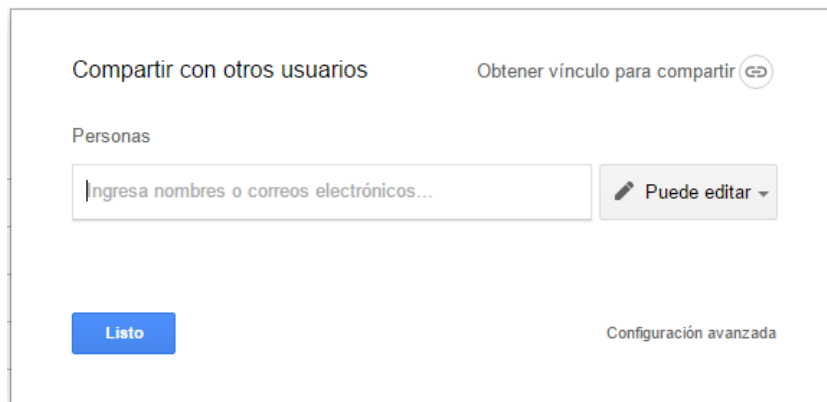 Compartir con otros usuarios
Obtener vínculo para compartir
Personas
Ingresa nombres o correos electrónicos...
Puede editar
Listo
Configuración avanzada